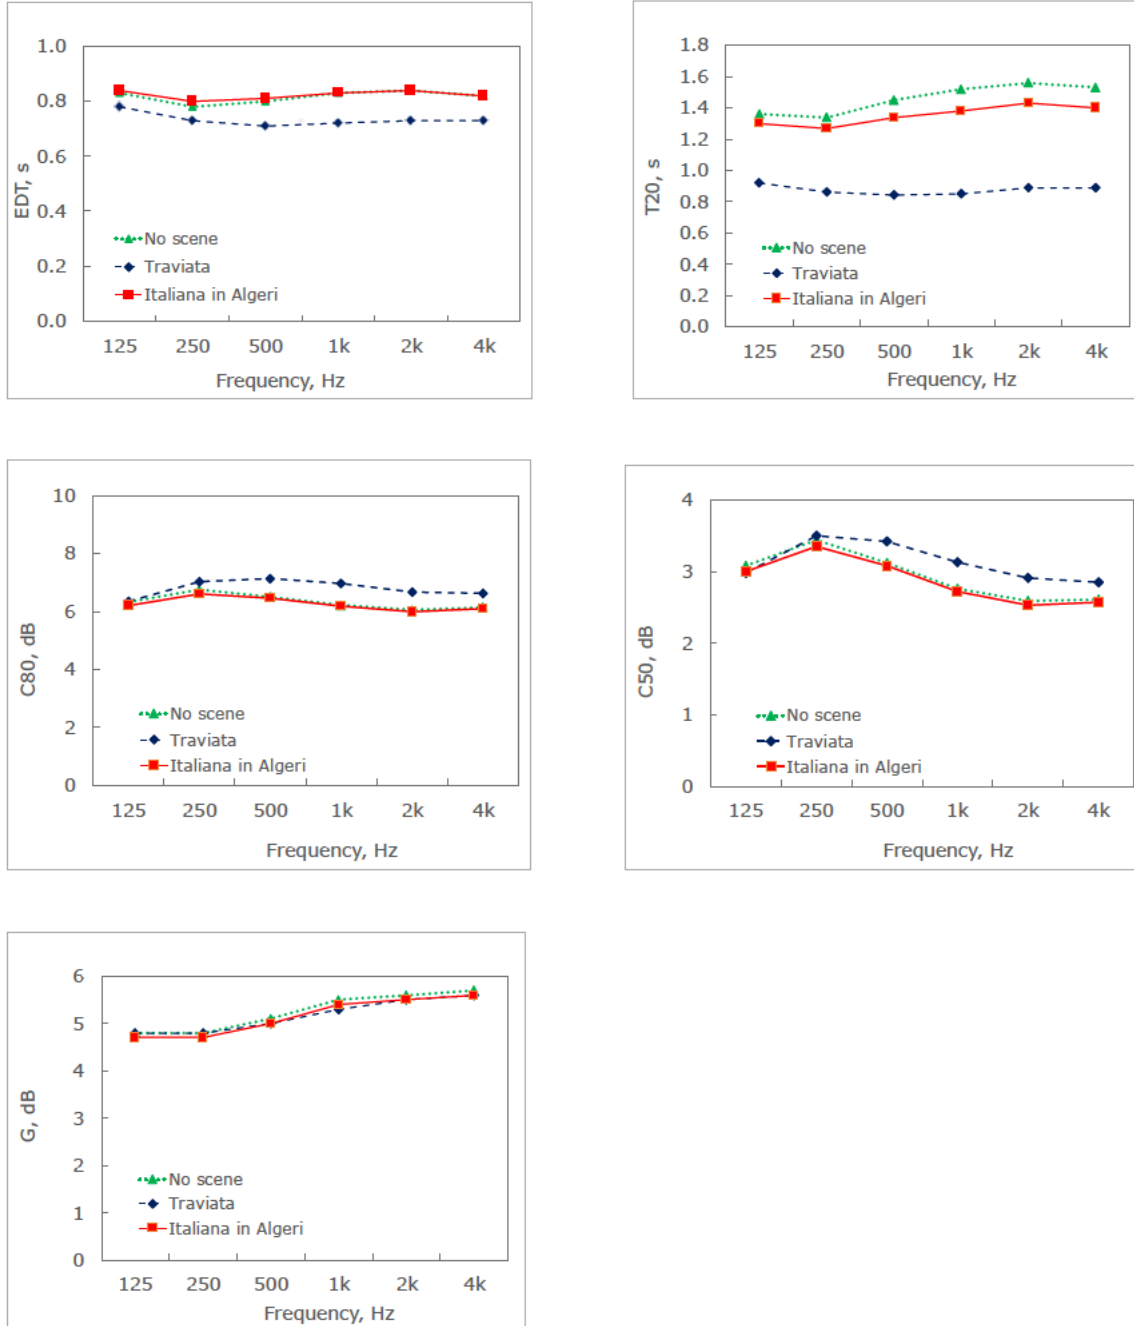 1.0
0.8
0.6
0.4
0.2
0.0
EDT, s
No scene
Traviata
Italiana in Algeri
125 250 500 1k 2k 4k
Frequency, Hz
1.8
1.6
1.4
1.2
1.0
0.8
0.6
0.4
0.2
0.0
T20, s
No scene
Traviata
Italiana in Algeri
125 250 500 1k 2k 4k
Frequency, Hz
10
8
6
4
2
0
C80, dB
No scene
Traviata
Italiana in Algeri
125 250 500 1k 2k 4k
Frequency, Hz
4
3
2
1
0
C50, dB
No scene
Traviata
Italiana in Algeri
125 250 500 1k 2k 4k
Frequency, Hz
6
5
4
3
2
1
0
G, dB
No scene
Traviata
Italiana in Algeri
125 250 500 1k 2k 4k
Frequency, Hz